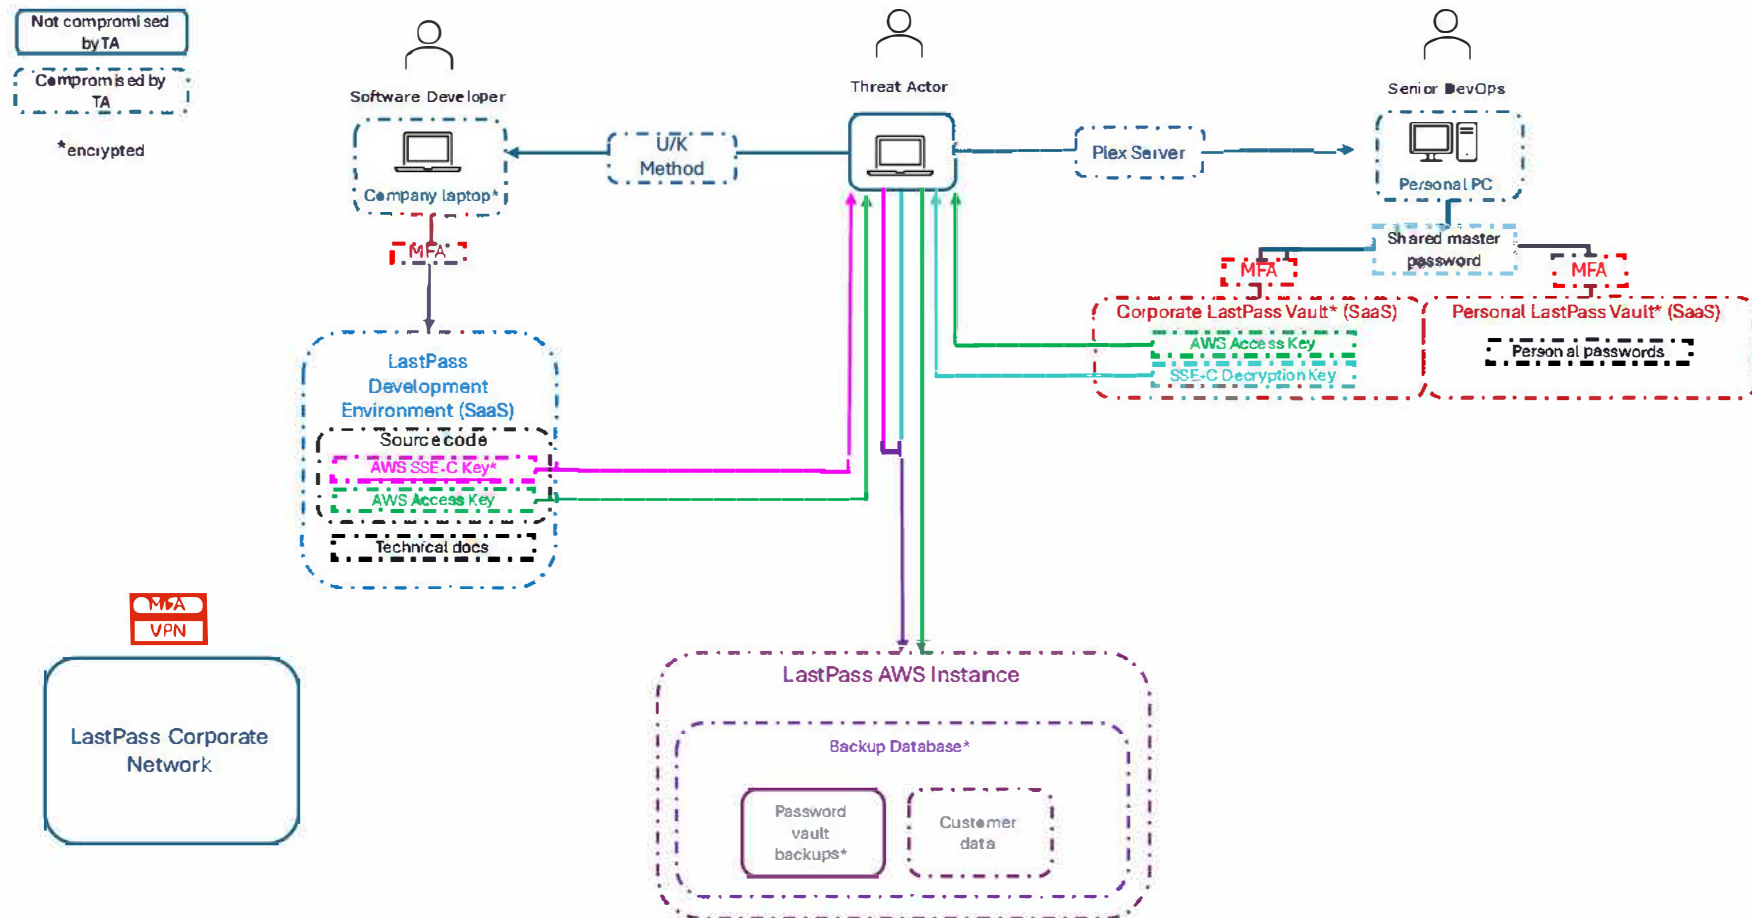 Not compromised
by TA
Compromised by
TA
*encrypted
Software Developer
Company laptop*
U/K
Method
Threat Actor
Plex Server
Senior DevOps
Personal PC
Shared master
password
MFA
MFA
MFA
Corporate LastPass Vault* (SaaS)
AWS Access Key
SSE-C Decryption Key
Personal LastPass Vault* (SaaS)
Personal passwords
LastPass
Development
Environment (SaaS)
Source code
AWS SSE-C Key*
AWS Access Key
Technical docs
MFA
VPN
LastPass Corporate
Network
LastPass AWS Instance
Backup Database*
Password
vault
backups*
Customer
data